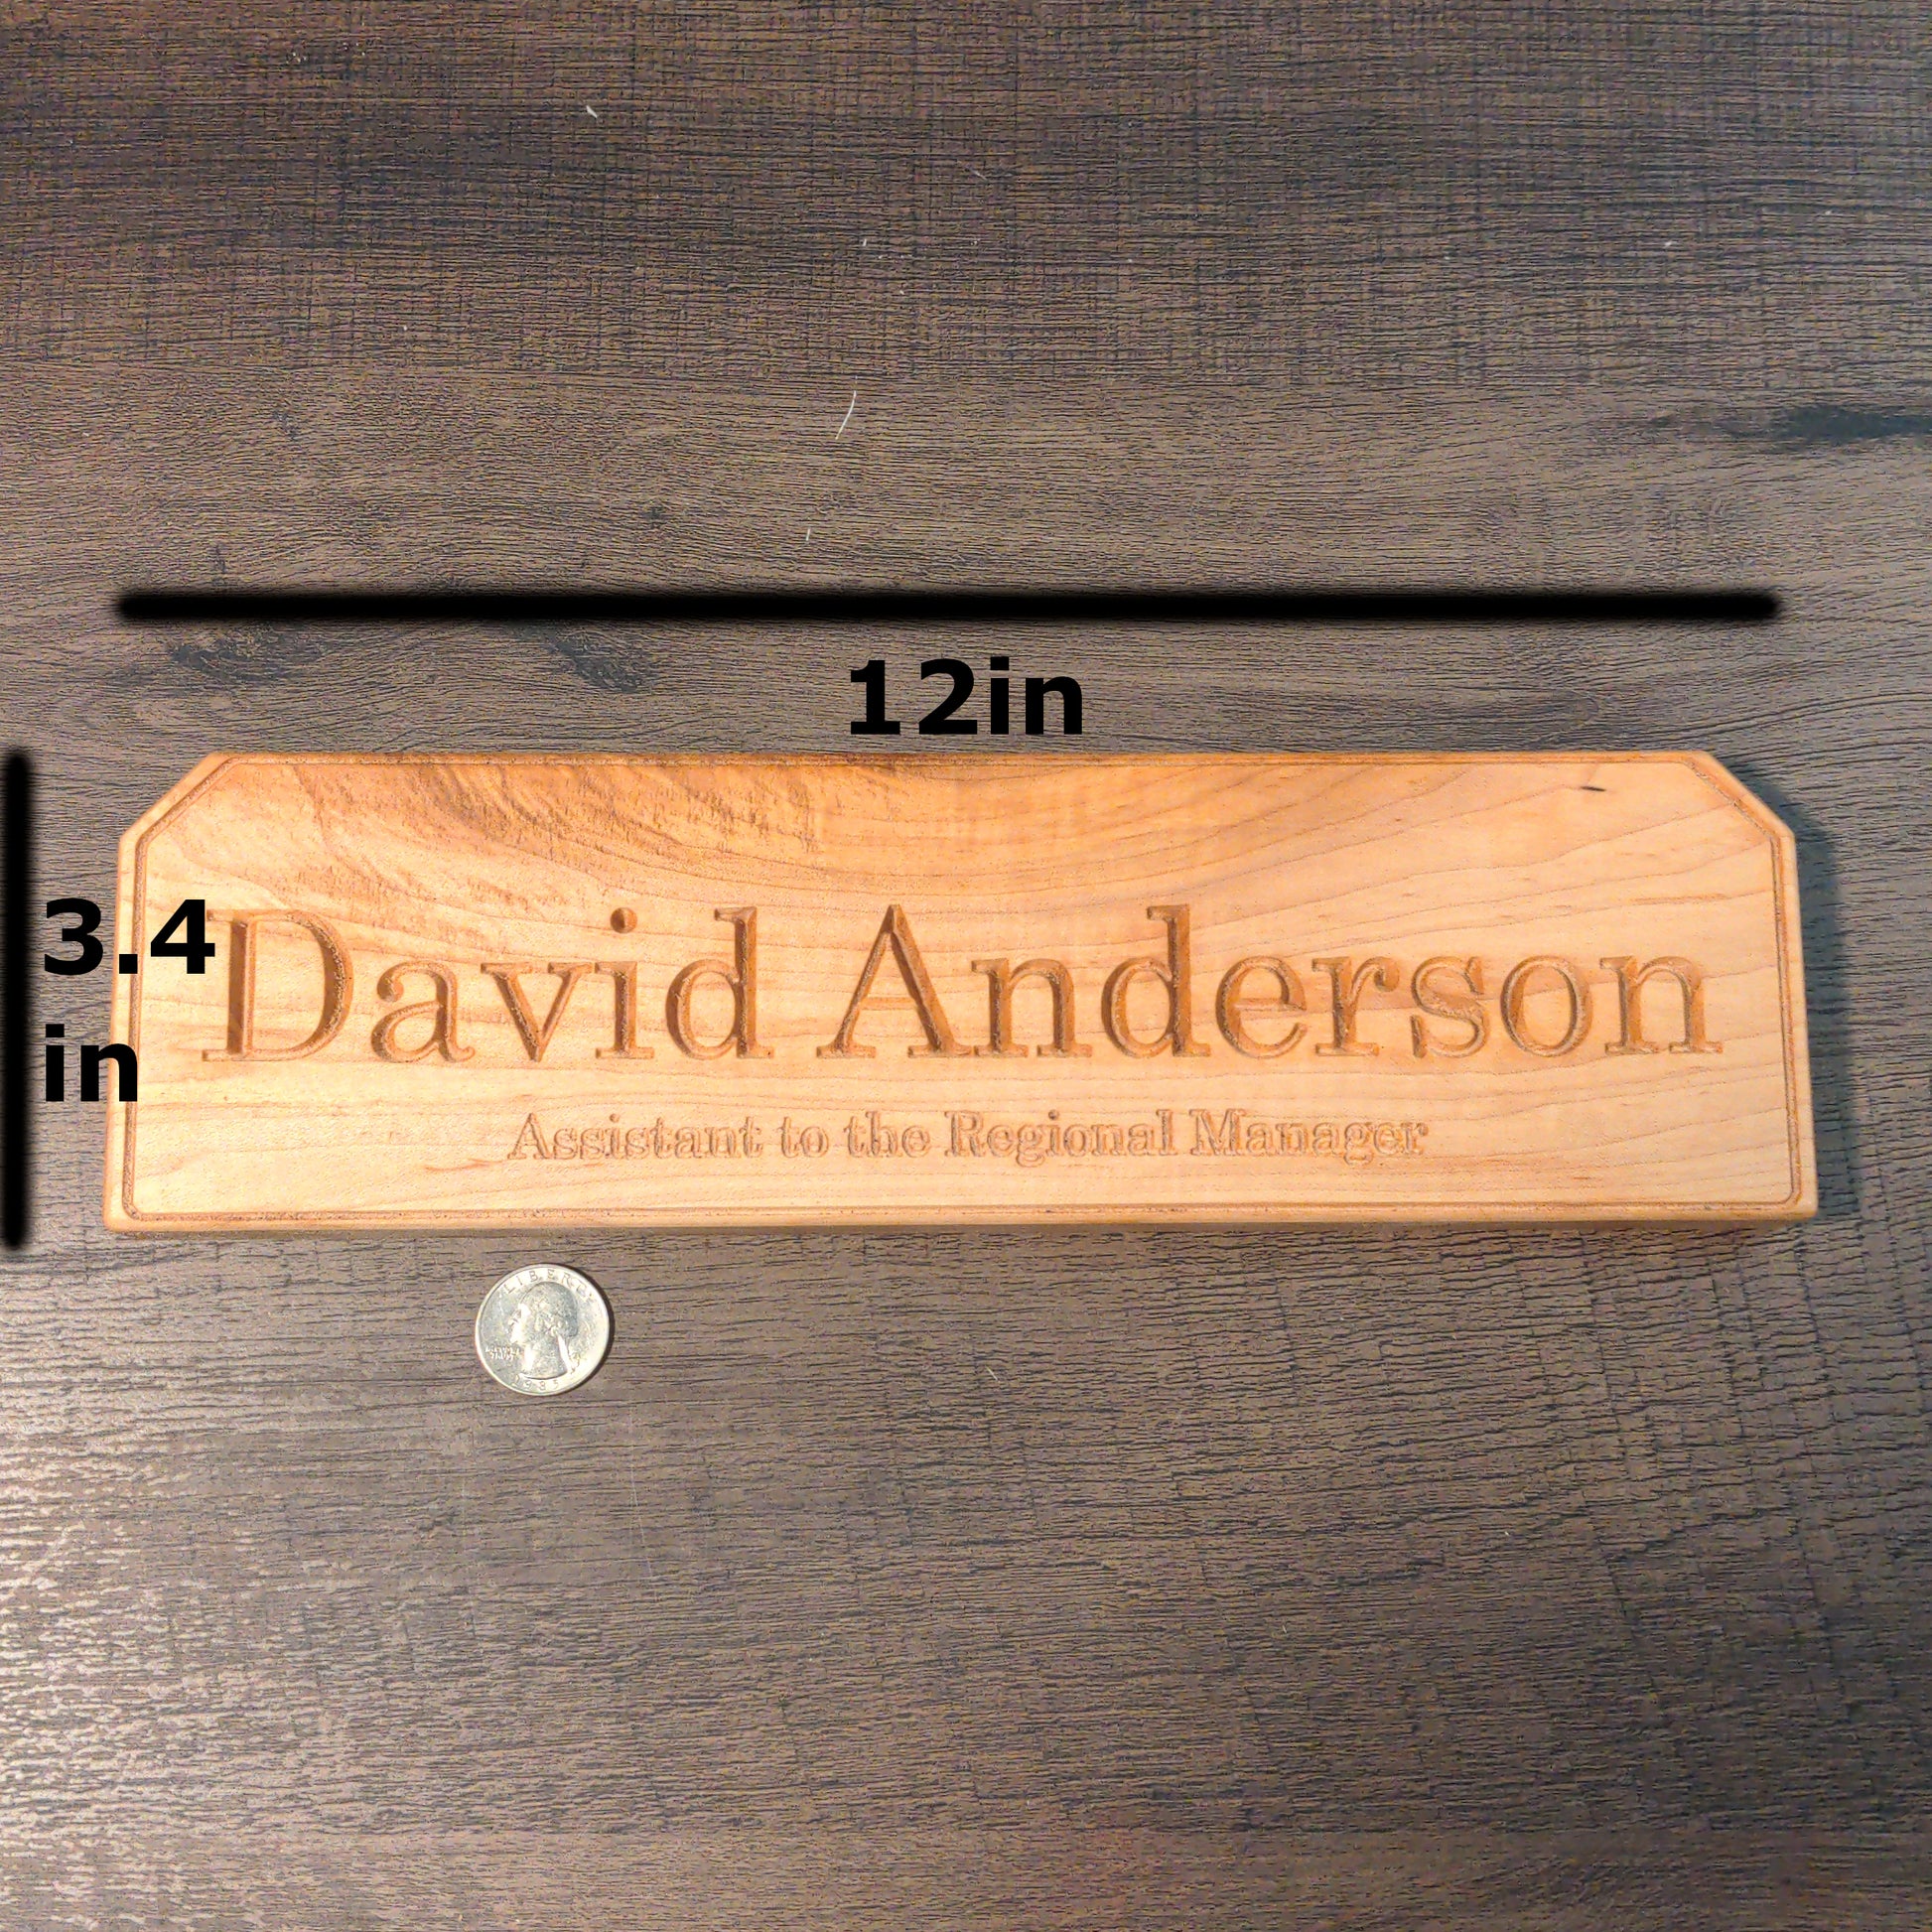 12in
3.4
in
David Anderson
Assistant to the Regional Manager
LIBERTY